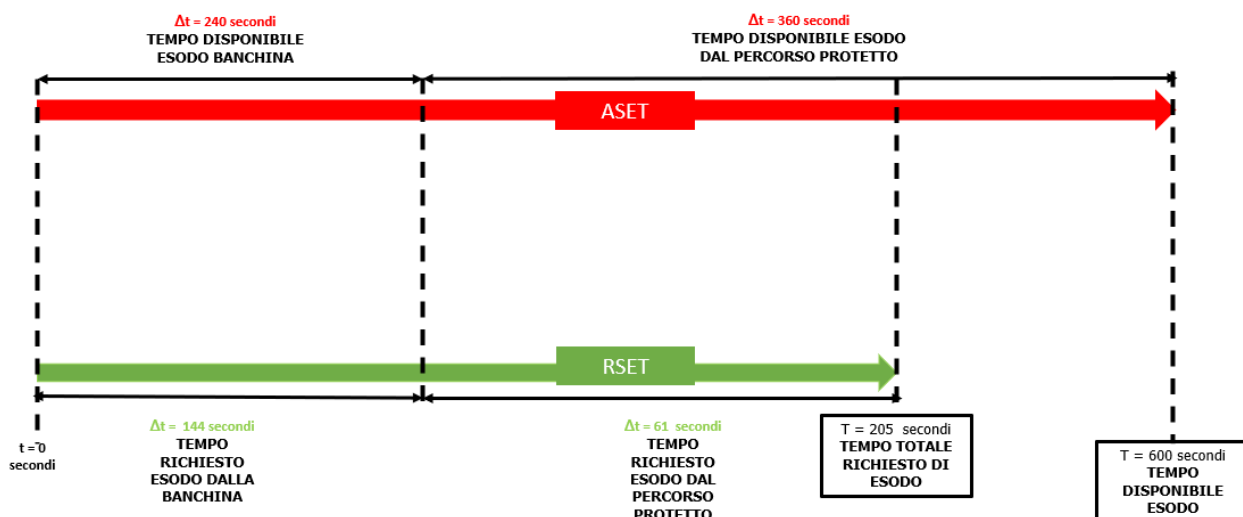 Δt = 240 secondi
TEMPO DISPONIBILE
ESODO BANCHINA
Δt = 360 secondi
TEMPO DISPONIBILE ESODO
DAL PERCORSO PROTETTO
ASET
RSET
t = 0
secondi
Δt = 144 secondi
TEMPO
RICHIESTO
ESODO DALLA
BANCHINA
Δt = 61 secondi
TEMPO
RICHIESTO
ESODO DAL
PERCORSO
PROTETTO
T = 205 secondi
TEMPO TOTALE
RICHIESTO DI
ESODO
T = 600 secondi
TEMPO
DISPONIBILE
ESODO